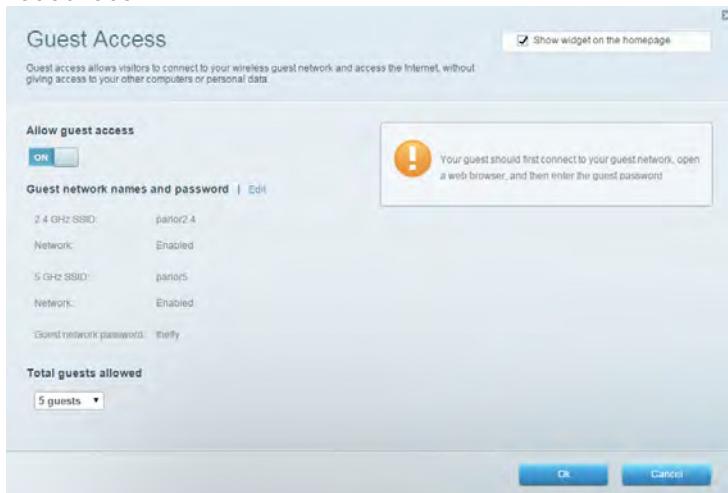 Guest Access
Show widget on the homepage
Guest access allows visitors to connect to your wireless guest network and access the Internet, without
giving access to your other computers or personal data.
Allow guest access
ON
Your guest should first connect to your guest network, open
a web browser, and then enter the guest password
Guest network names and password | Edit
2.4 GHz SSID: parlor2.4
Network: Enabled
5 GHz SSID: parlor5
Network: Enabled
Guest network password: thefly
Total guests allowed
5 guests
Ok Cancel